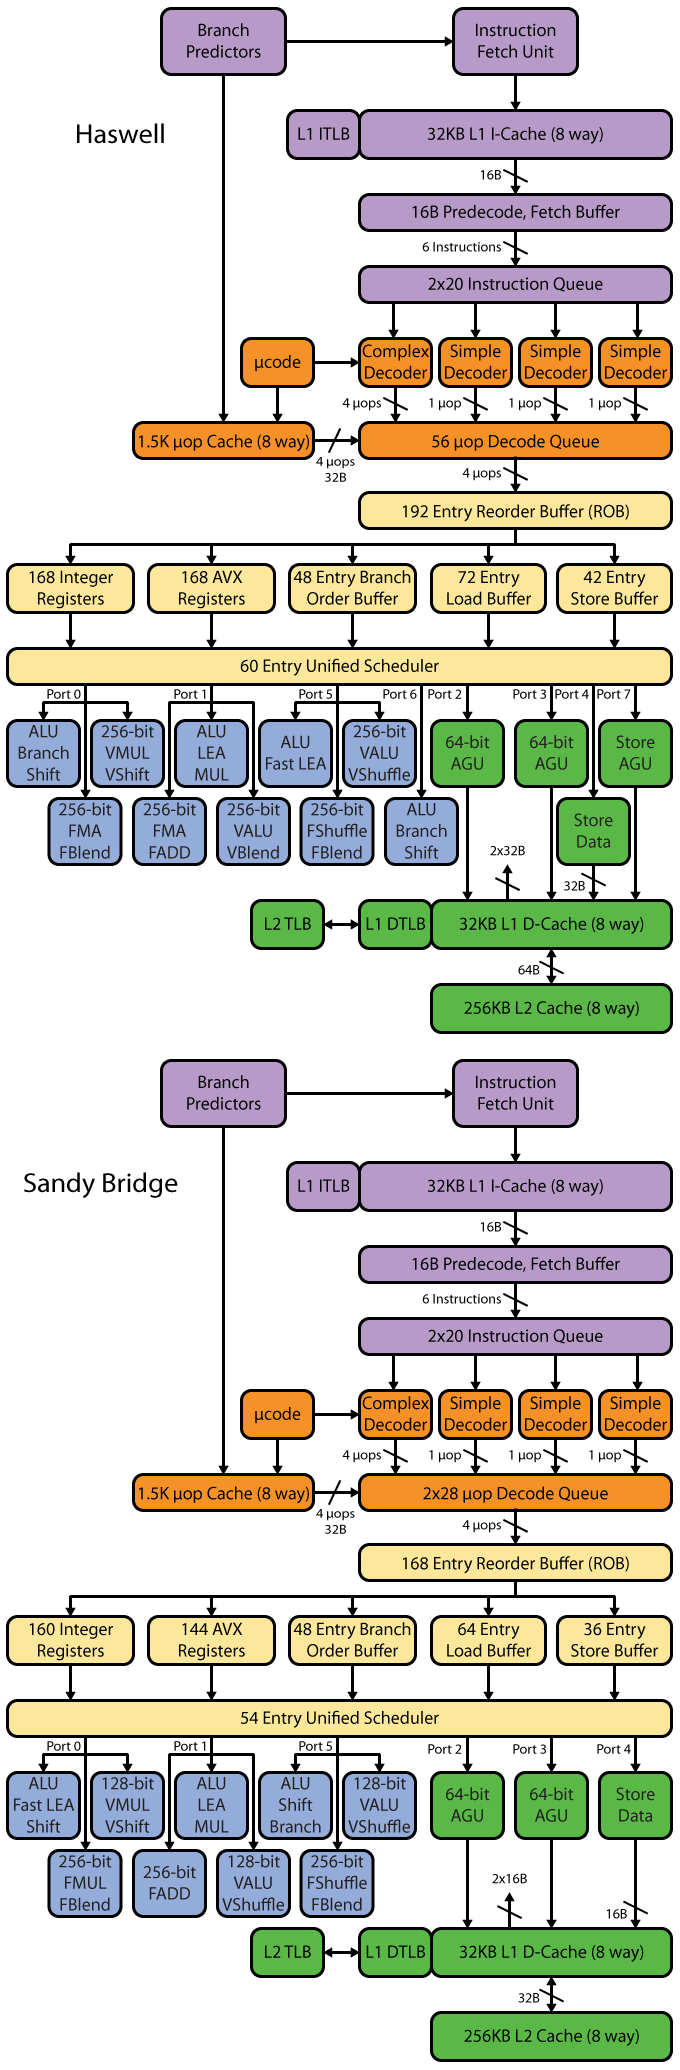 Branch
Predictors
Instruction
Fetch Unit
Haswell
L1 ITLB
32KB L1 I-Cache (8 way)
16B
16B Predecode, Fetch Buffer
6 Instructions
2x20 Instruction Queue
µcode
Complex
Decoder
Simple
Decoder
Simple
Decoder
Simple
Decoder
4 µops
1 µop
1 µop
1 µop
1.5K µop Cache (8 way)
4 µops
32B
56 µop Decode Queue
4 µops
192 Entry Reorder Buffer (ROB)
168 Integer
Registers
168 AVX
Registers
48 Entry Branch
Order Buffer
72 Entry
Load Buffer
42 Entry
Store Buffer
60 Entry Unified Scheduler
Port 0
Port 1
Port 5
Port 6
Port 2
Port 3
Port 4
Port 7
ALU
Branch
Shift
256-bit
VMUL
VShift
ALU
LEA
MUL
ALU
Fast LEA
256-bit
VALU
VShuffle
64-bit
AGU
64-bit
AGU
Store
AGU
256-bit
FMA
FBlend
256-bit
FMA
FADD
256-bit
VALU
VBlend
256-bit
FShuffle
FBlend
ALU
Branch
Shift
Store
Data
2x32B
32B
L2 TLB
L1 DTLB
32KB L1 D-Cache (8 way)
64B
256KB L2 Cache (8 way)
Branch
Predictors
Instruction
Fetch Unit
Sandy Bridge
L1 ITLB
32KB L1 I-Cache (8 way)
16B
16B Predecode, Fetch Buffer
6 Instructions
2x20 Instruction Queue
µcode
Complex
Decoder
Simple
Decoder
Simple
Decoder
Simple
Decoder
4 µops
1 µop
1 µop
1 µop
1.5K µop Cache (8 way)
4 µops
32B
2x28 µop Decode Queue
4 µops
168 Entry Reorder Buffer (ROB)
160 Integer
Registers
144 AVX
Registers
48 Entry Branch
Order Buffer
64 Entry
Load Buffer
36 Entry
Store Buffer
54 Entry Unified Scheduler
Port 0
Port 1
Port 5
Port 2
Port 3
Port 4
ALU
Fast LEA
Shift
128-bit
VMUL
VShift
ALU
LEA
MUL
ALU
Shift
Branch
128-bit
VALU
VShuffle
64-bit
AGU
64-bit
AGU
Store
Data
256-bit
FMUL
FBlend
256-bit
FADD
128-bit
VALU
VShuffle
256-bit
FShuffle
FBlend
2x16B
16B
L2 TLB
L1 DTLB
32KB L1 D-Cache (8 way)
32B
256KB L2 Cache (8 way)